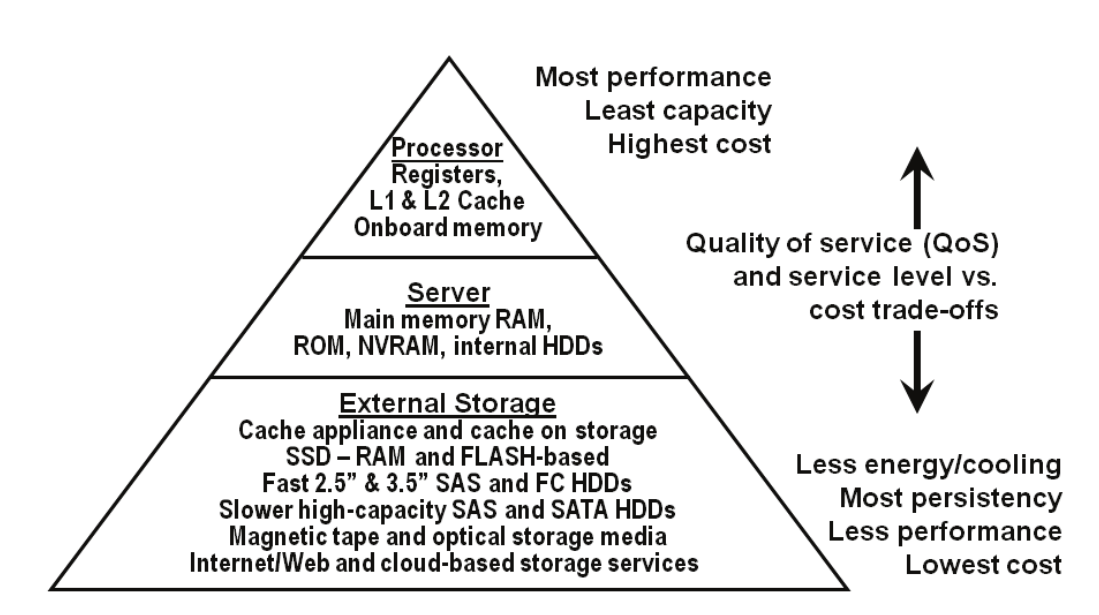 Most performance
Least capacity
Highest cost
Processor
Registers,
L1 & L2 Cache
Onboard memory
Quality of service (QoS)
and service level vs.
cost trade-offs
Server
Main memory RAM,
ROM, NVRAM, internal HDDs
External Storage
Cache appliance and cache on storage
SSD – RAM and FLASH-based
Fast 2.5” & 3.5” SAS and FC HDDs
Slower high-capacity SAS and SATA HDDs
Magnetic tape and optical storage media
Internet/Web and cloud-based storage services
Less energy/cooling
Most persistency
Less performance
Lowest cost